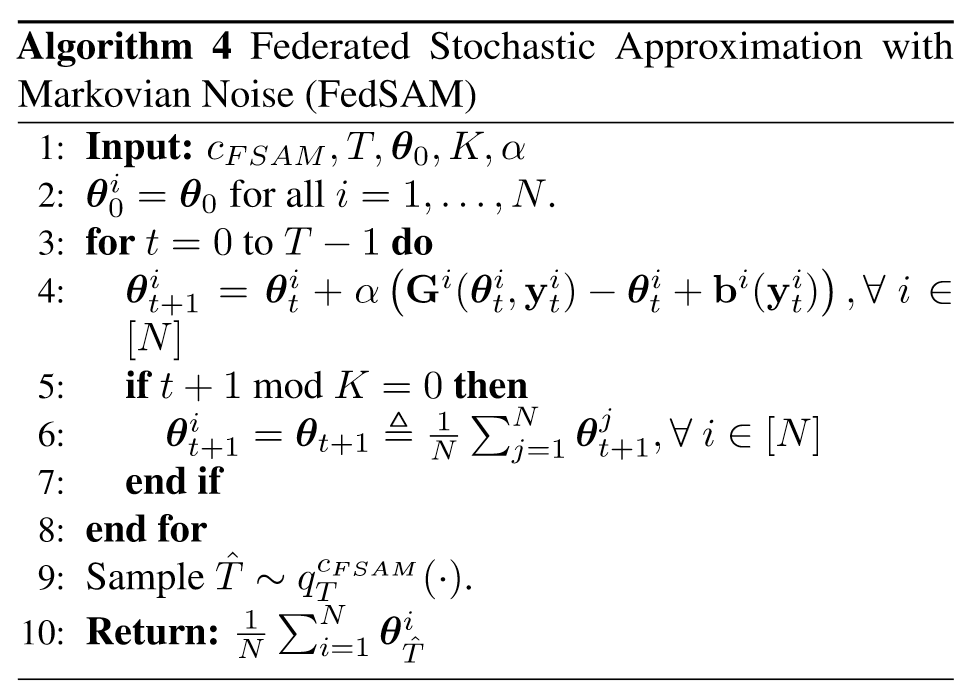 Algorithm 4 Federated Stochastic Approximation with
Markovian Noise (FedSAM)
1: Input: $c_{FSAM}, T, \boldsymbol{\theta}_0, K, \alpha$
2: $\boldsymbol{\theta}_0^i = \boldsymbol{\theta}_0$ for all $i = 1, \ldots, N$.
3: for $t = 0$ to $T - 1$ do
4: $\boldsymbol{\theta}_{t+1}^i = \boldsymbol{\theta}_t^i + \alpha \left( \mathbf{G}^i(\boldsymbol{\theta}_t^i, \mathbf{y}_t^i) - \boldsymbol{\theta}_t^i + \mathbf{b}^i(\mathbf{y}_t^i) \right), \forall \, i \in$
$[N]$
5: if $t + 1 \bmod K = 0$ then
6: $\boldsymbol{\theta}_{t+1}^i = \boldsymbol{\theta}_{t+1} \triangleq \frac{1}{N} \sum_{j=1}^N \boldsymbol{\theta}_{t+1}^j, \forall \, i \in [N]$
7: end if
8: end for
9: Sample $\hat{T} \sim q_T^{c_{FSAM}}(\cdot)$.
10: Return: $\frac{1}{N} \sum_{i=1}^N \boldsymbol{\theta}_{\hat{T}}^i$